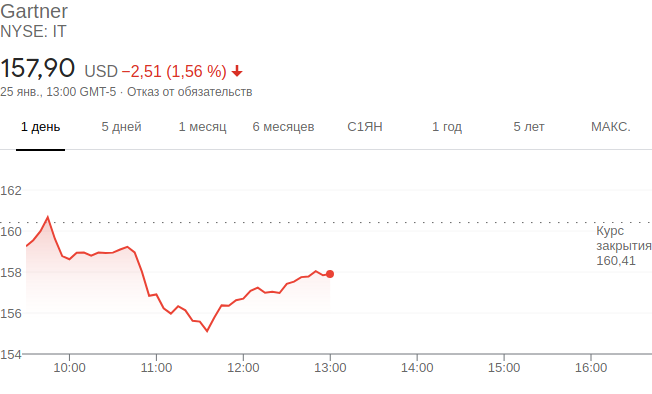 Gartner
NYSE: IT
157,90 USD −2,51 (1,56 %)
25 янв., 13:00 GMT-5 · Отказ от обязательств
1 день 5 дней 1 месяц 6 месяцев С1ЯН 1 год 5 лет МАКС.
162
160
158
156
154
Курс
закрытия
160,41
10:00 11:00 12:00 13:00 14:00 15:00 16:00